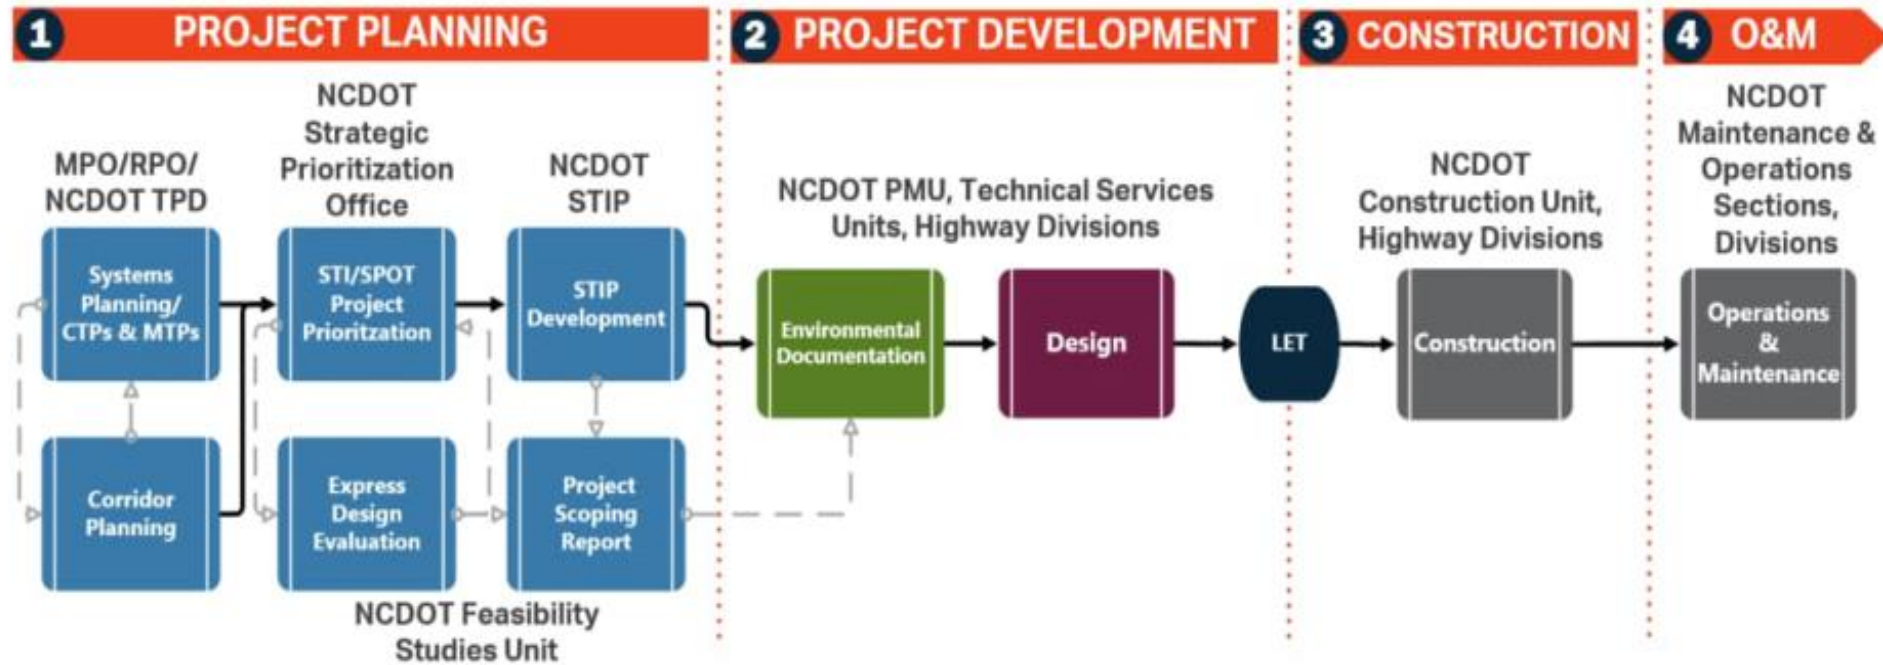 1 PROJECT PLANNING
2 PROJECT DEVELOPMENT
3 CONSTRUCTION
4 O&M
MPO/RPO/
NCDOT TPD
NCDOT
Strategic
Prioritization
Office
NCDOT
STIP
NCDOT PMU, Technical Services
Units, Highway Divisions
NCDOT
Construction Unit,
Highway Divisions
NCDOT
Maintenance &
Operations
Sections,
Divisions
Systems
Planning/
CTPs & MTPs
STI/SPOT
Project
Prioritzation
STIP
Development
Environmental
Documentation
Design
LET
Construction
Operations
&
Maintenance
Corridor
Planning
Express
Design
Evaluation
Project
Scoping
Report
NCDOT Feasibility
Studies Unit